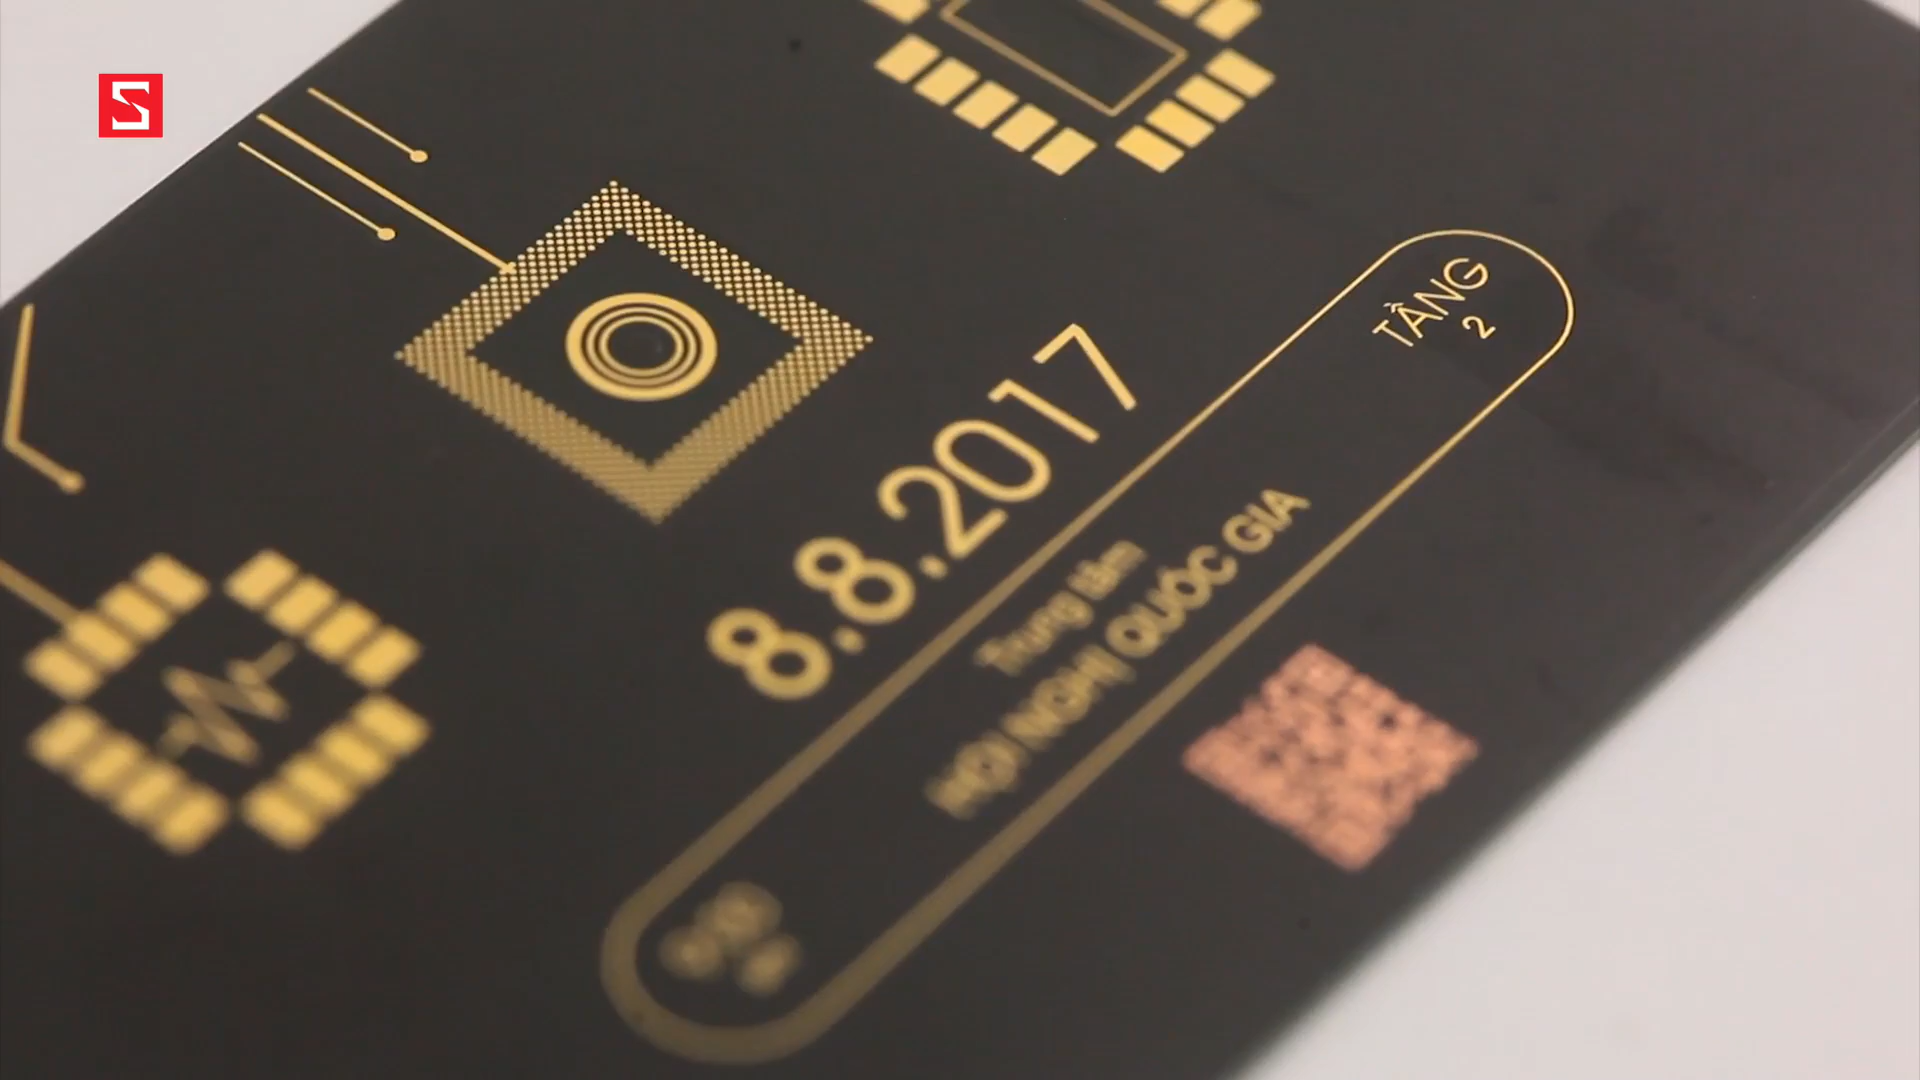 S
8.8.2017
TẦNG
2
Trung tâm
HỘI NGHỊ QUỐC GIA